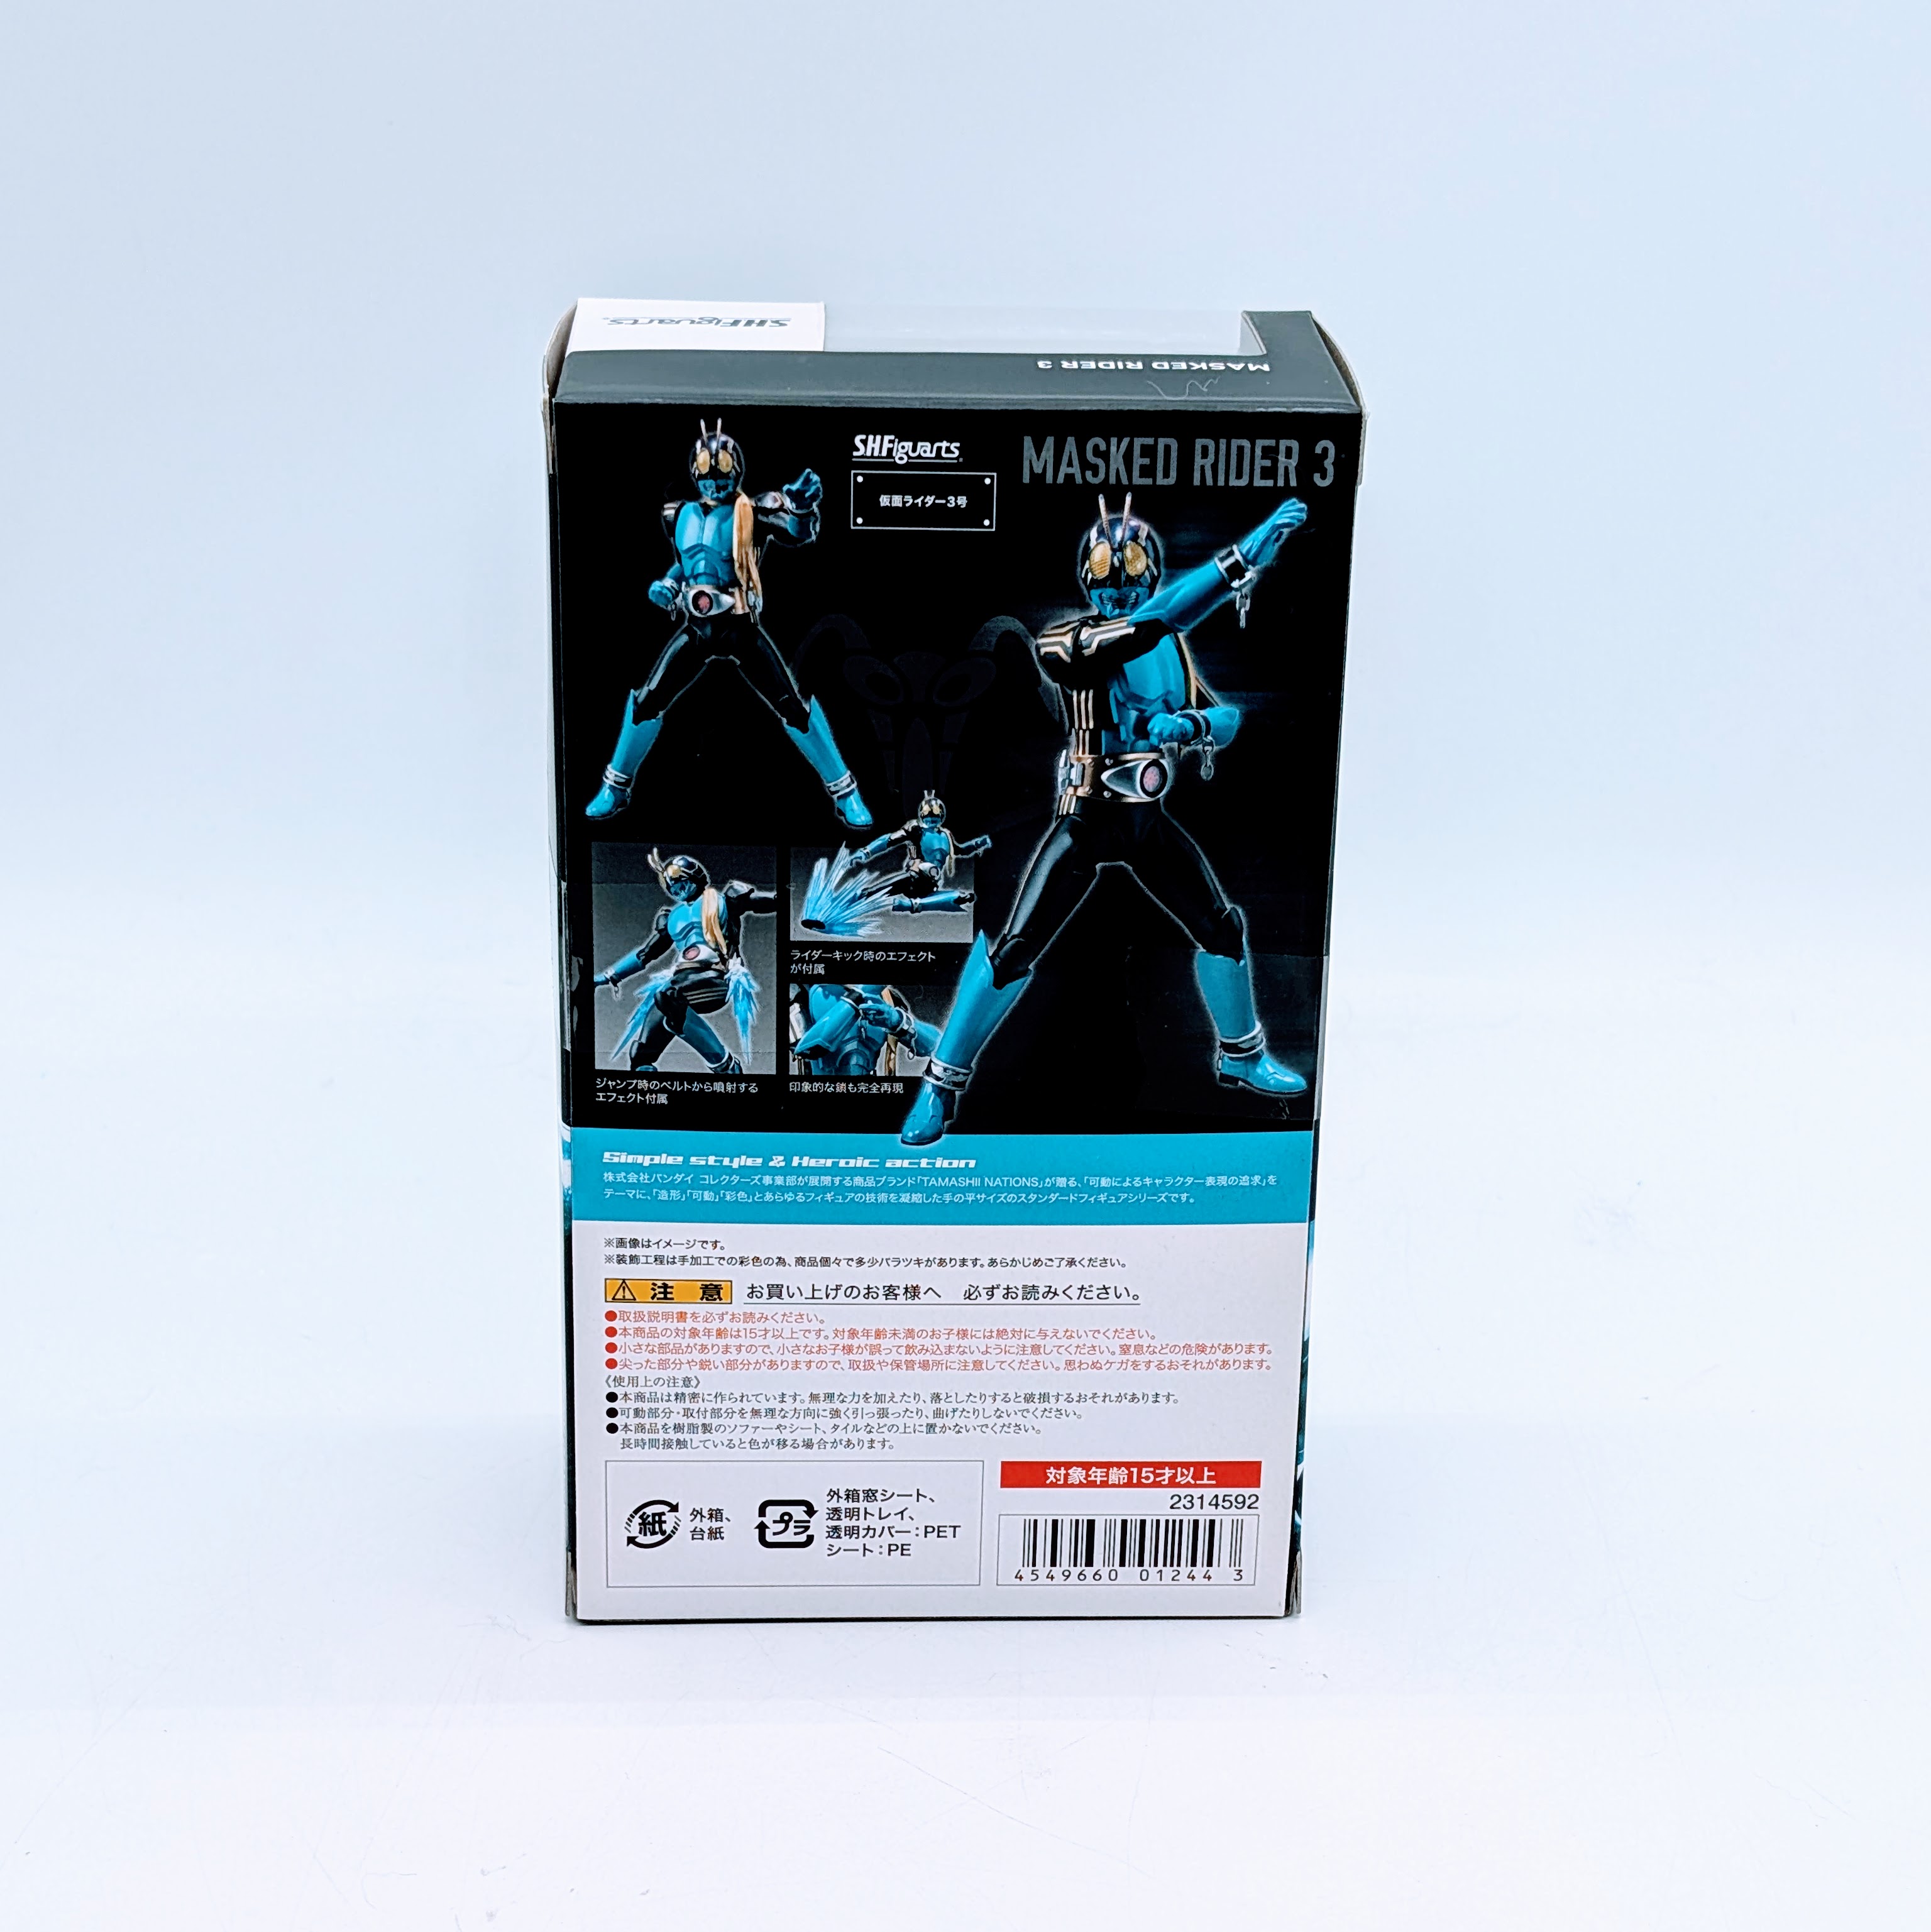 S.H.Figuarts
MASKED RIDER 3
S.H.Figuarts
MASKED RIDER 3
仮面ライダー3号
ライダーキック時のエフェクト
が付属
ジャンプ時のベルトから噴射する
エフェクト付属
印象的な鎖も完全再現
Simple style & Heroic action
株式会社バンダイ コレクターズ事業部が展開する商品ブランド「TAMASHII NATIONS」が贈る、「可動によるキャラクター表現の追求」を
テーマに、「造形」「可動」「彩色」とあらゆるフィギュアの技術を凝縮した手の平サイズのスタンダードフィギュアシリーズです。
※画像はイメージです。
※装飾工程は手加工での彩色の為、商品個々で多少バラツキがあります。あらかじめご了承ください。
注意 お買い上げのお客様へ 必ずお読みください。
●取扱説明書を必ずお読みください。
●本商品の対象年齢は15才以上です。対象年齢未満のお子様には絶対に与えないでください。
●小さな部品がありますので、小さなお子様が誤って飲み込まないように注意してください。窒息などの危険があります。
●尖った部分や鋭い部分がありますので、取扱や保管場所に注意してください。思わぬケガをするおそれがあります。
《使用上の注意》
●本商品は精密に作られています。無理な力を加えたり、落としたりすると破損するおそれがあります。
●可動部分・取付部分を無理な方向に強く引っ張ったり、曲げたりしないでください。
●本商品を樹脂製のソファーやシート、タイルなどの上に置かないでください。
長時間接触していると色が移る場合があります。
紙
外箱、
台紙
プラ
外箱窓シート、
透明トレイ、
透明カバー：PET
シート：PE
対象年齢15才以上
2314592
4549660 01244 3